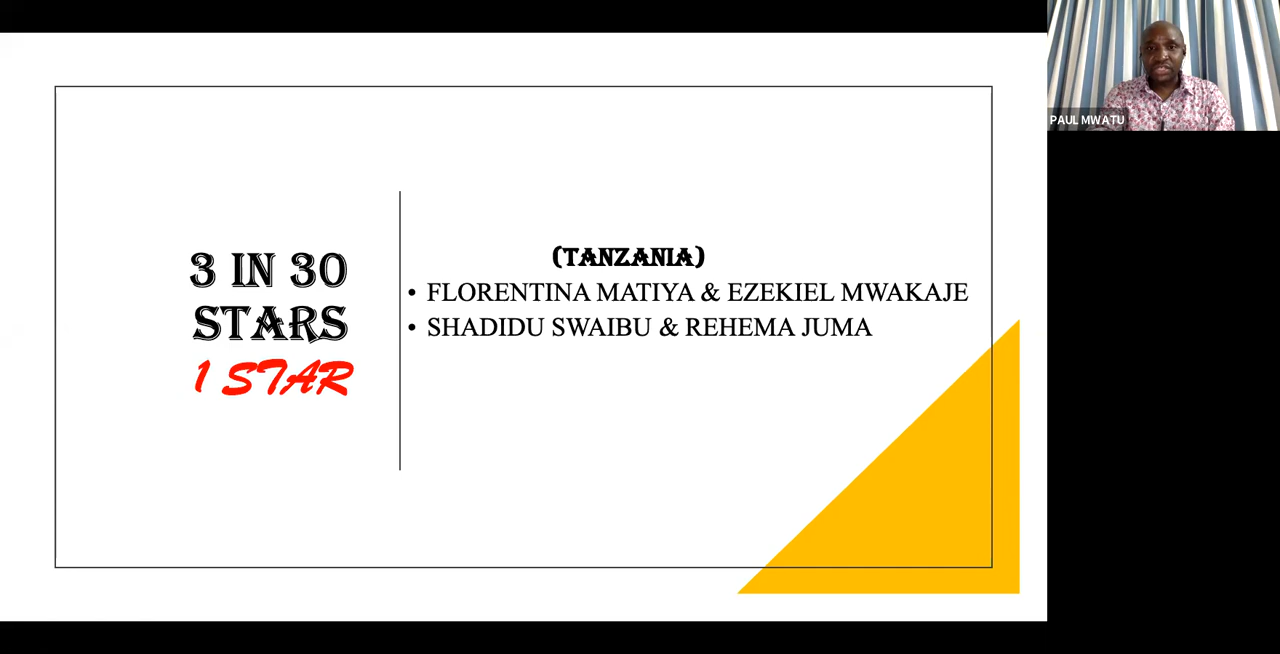 3 IN 30
STARS
1 STAR
(TANZANIA)
• FLORENTINA MATIYA & EZEKIEL MWAKAJE
• SHADIDU SWAIBU & REHEMA JUMA
PAUL MWATU